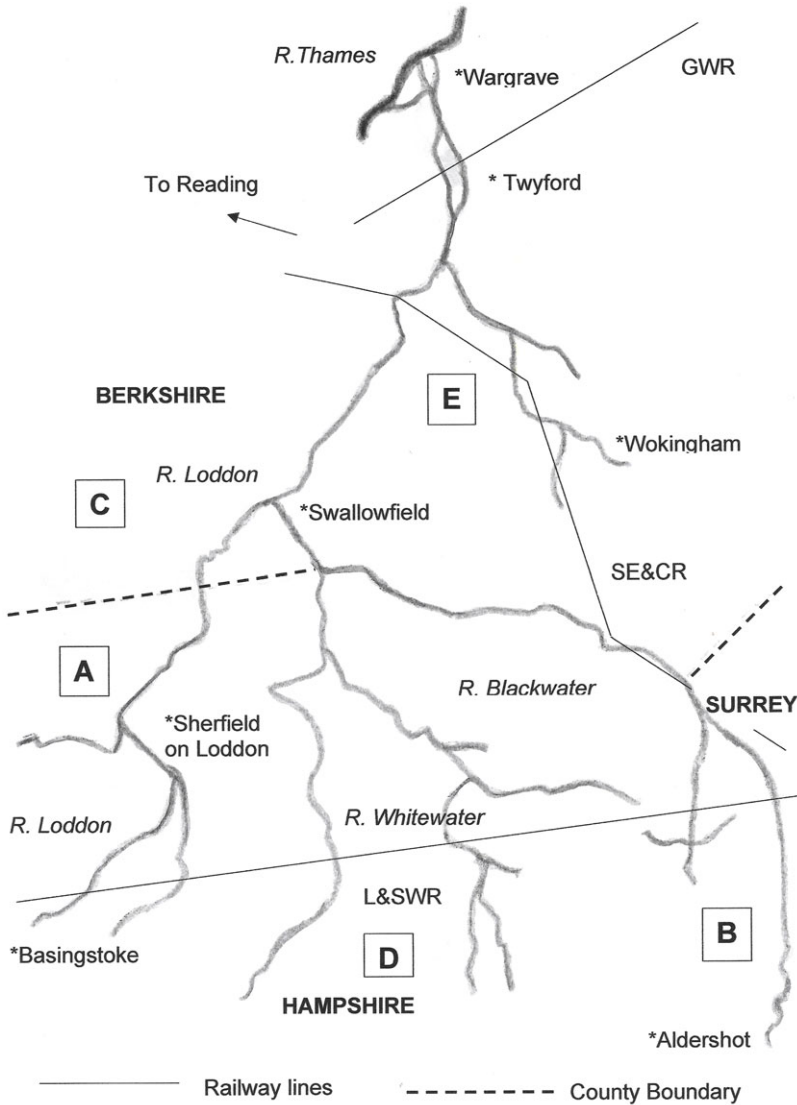 R.Thames
*Wargrave
GWR
To Reading
* Twyford
BERKSHIRE
E
*Wokingham
R. Loddon
C
*Swallowfield
SE&CR
A
R. Blackwater
SURREY
*Sherfield
on Loddon
R. Loddon
R. Whitewater
L&SWR
B
*Basingstoke
D
HAMPSHIRE
*Aldershot
Railway lines
County Boundary